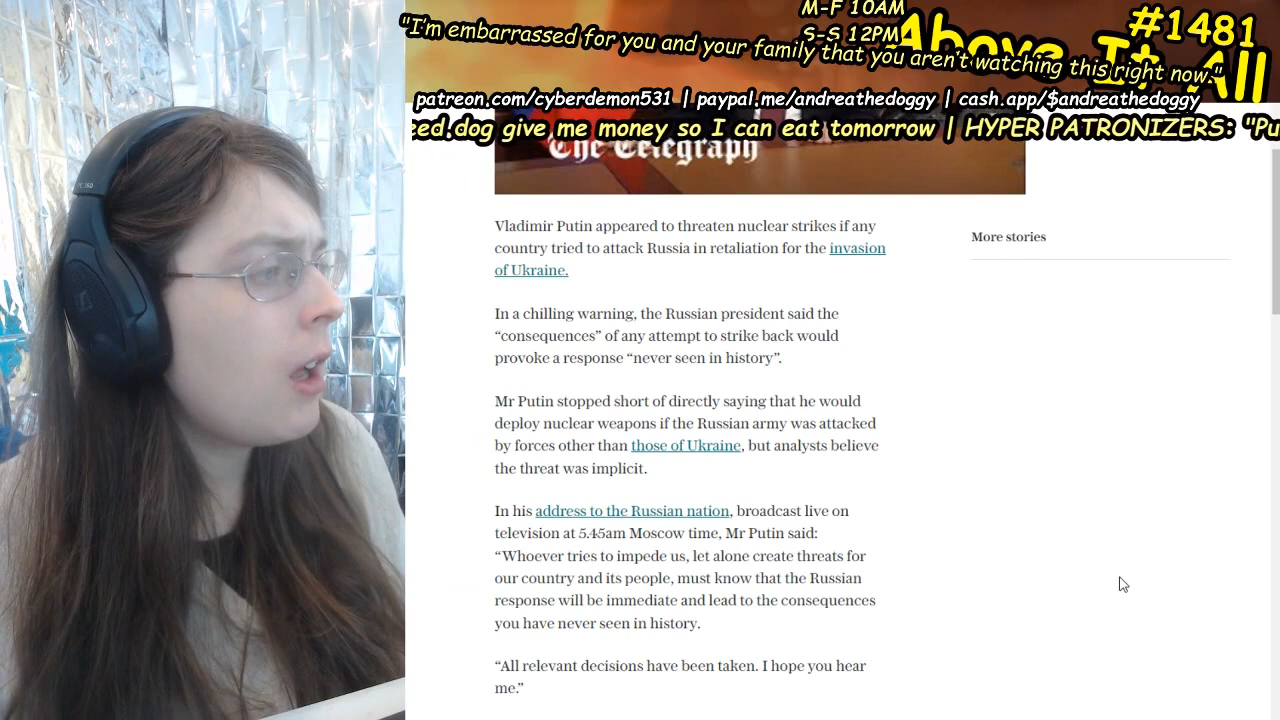 M-F 10AM
S-S 12PM
#1481
Above It All
"I'm embarrassed for you and your family that you aren't watching this right now."
patreon.com/cyberdemon531 | paypal.me/andreathedoggy | cash.app/$andreathedoggy
eed.dog give me money so I can eat tomorrow | HYPER PATRONIZERS: "Pu
The Telegraph
Vladimir Putin appeared to threaten nuclear strikes if any
country tried to attack Russia in retaliation for the invasion
of Ukraine.
More stories
In a chilling warning, the Russian president said the
“consequences” of any attempt to strike back would
provoke a response “never seen in history”.
Mr Putin stopped short of directly saying that he would
deploy nuclear weapons if the Russian army was attacked
by forces other than those of Ukraine, but analysts believe
the threat was implicit.
In his address to the Russian nation, broadcast live on
television at 5.45am Moscow time, Mr Putin said:
“Whoever tries to impede us, let alone create threats for
our country and its people, must know that the Russian
response will be immediate and lead to the consequences
you have never seen in history.
“All relevant decisions have been taken. I hope you hear
me.”